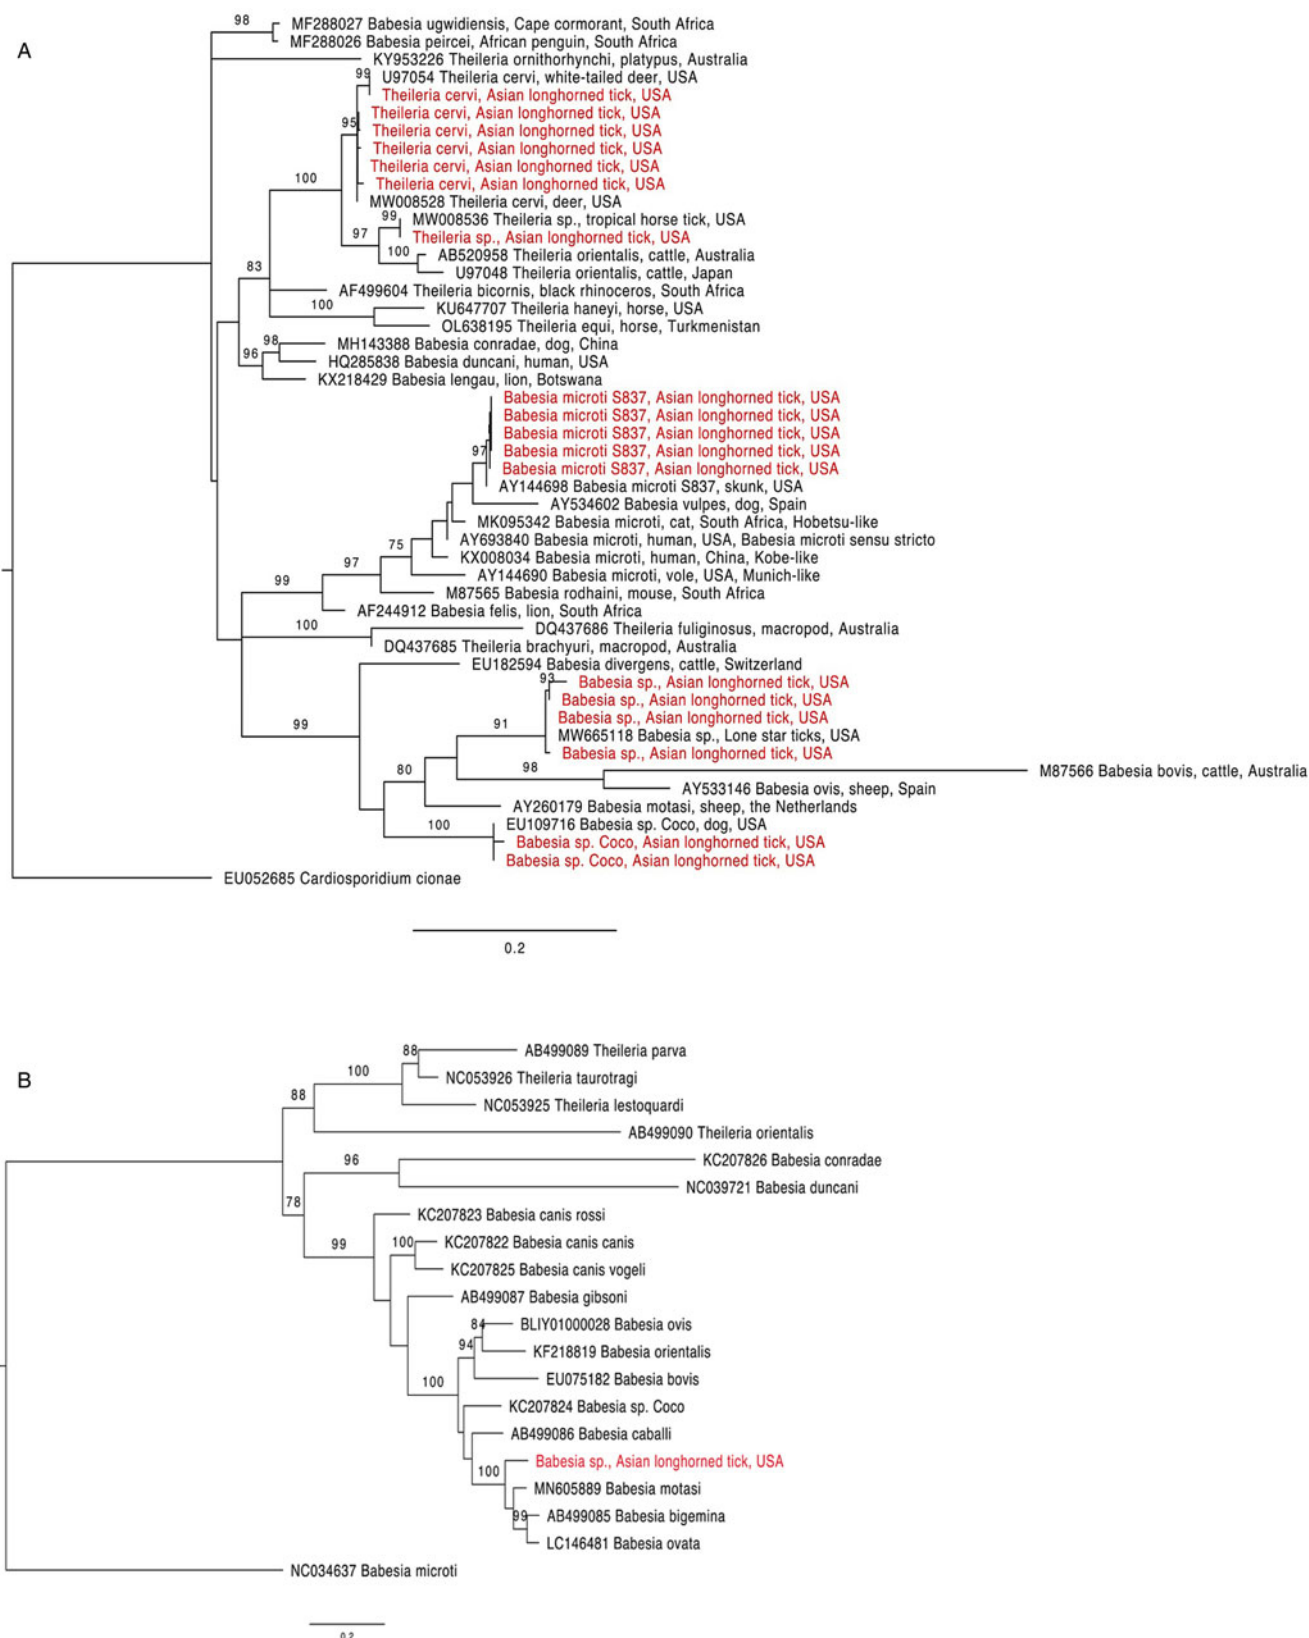 A
98
MF288027 Babesia ugwidiensis, Cape cormorant, South Africa
MF288026 Babesia peircei, African penguin, South Africa
KY953226 Theileria ornithorhynchi, platypus, Australia
99
U97054 Theileria cervi, white-tailed deer, USA
Theileria cervi, Asian longhorned tick, USA
Theileria cervi, Asian longhorned tick, USA
95
Theileria cervi, Asian longhorned tick, USA
Theileria cervi, Asian longhorned tick, USA
Theileria cervi, Asian longhorned tick, USA
100
Theileria cervi, Asian longhorned tick, USA
MW008528 Theileria cervi, deer, USA
99
MW008536 Theileria sp., tropical horse tick, USA
97
Theileria sp., Asian longhorned tick, USA
100
AB520958 Theileria orientalis, cattle, Australia
83
U97048 Theileria orientalis, cattle, Japan
AF499604 Theileria bicornis, black rhinoceros, South Africa
100
KU647707 Theileria haneyi, horse, USA
OL638195 Theileria equi, horse, Turkmenistan
98
MH143388 Babesia conradae, dog, China
96
HQ285838 Babesia duncani, human, USA
KX218429 Babesia lengau, lion, Botswana
Babesia microti S837, Asian longhorned tick, USA
Babesia microti S837, Asian longhorned tick, USA
Babesia microti S837, Asian longhorned tick, USA
97
Babesia microti S837, Asian longhorned tick, USA
Babesia microti S837, Asian longhorned tick, USA
AY144698 Babesia microti S837, skunk, USA
AY534602 Babesia vulpes, dog, Spain
MK095342 Babesia microti, cat, South Africa, Hobetsu-like
AY693840 Babesia microti, human, USA, Babesia microti sensu stricto
75
KX008034 Babesia microti, human, China, Kobe-like
97
AY144690 Babesia microti, vole, USA, Munich-like
99
M87565 Babesia rodhaini, mouse, South Africa
AF244912 Babesia felis, lion, South Africa
100
DQ437686 Theileria fuliginosus, macropod, Australia
DQ437685 Theileria brachyuri, macropod, Australia
EU182594 Babesia divergens, cattle, Switzerland
93
Babesia sp., Asian longhorned tick, USA
Babesia sp., Asian longhorned tick, USA
99
91
Babesia sp., Asian longhorned tick, USA
MW665118 Babesia sp., Lone star ticks, USA
Babesia sp., Asian longhorned tick, USA
80
98
M87566 Babesia bovis, cattle, Australia
AY533146 Babesia ovis, sheep, Spain
AY260179 Babesia motasi, sheep, the Netherlands
100
EU109716 Babesia sp. Coco, dog, USA
Babesia sp. Coco, Asian longhorned tick, USA
Babesia sp. Coco, Asian longhorned tick, USA
EU052685 Cardiosporidium cionae
0.2
B
88
AB499089 Theileria parva
100
NC053926 Theileria taurotragi
88
NC053925 Theileria lestoquardi
AB499090 Theileria orientalis
96
KC207826 Babesia conradae
NC039721 Babesia duncani
78
KC207823 Babesia canis rossi
99
100
KC207822 Babesia canis canis
KC207825 Babesia canis vogeli
AB499087 Babesia gibsoni
84
BLIY01000028 Babesia ovis
94
KF218819 Babesia orientalis
100
EU075182 Babesia bovis
KC207824 Babesia sp. Coco
AB499086 Babesia caballi
Babesia sp., Asian longhorned tick, USA
100
MN605889 Babesia motasi
99
AB499085 Babesia bigemina
LC146481 Babesia ovata
NC034637 Babesia microti
0.2